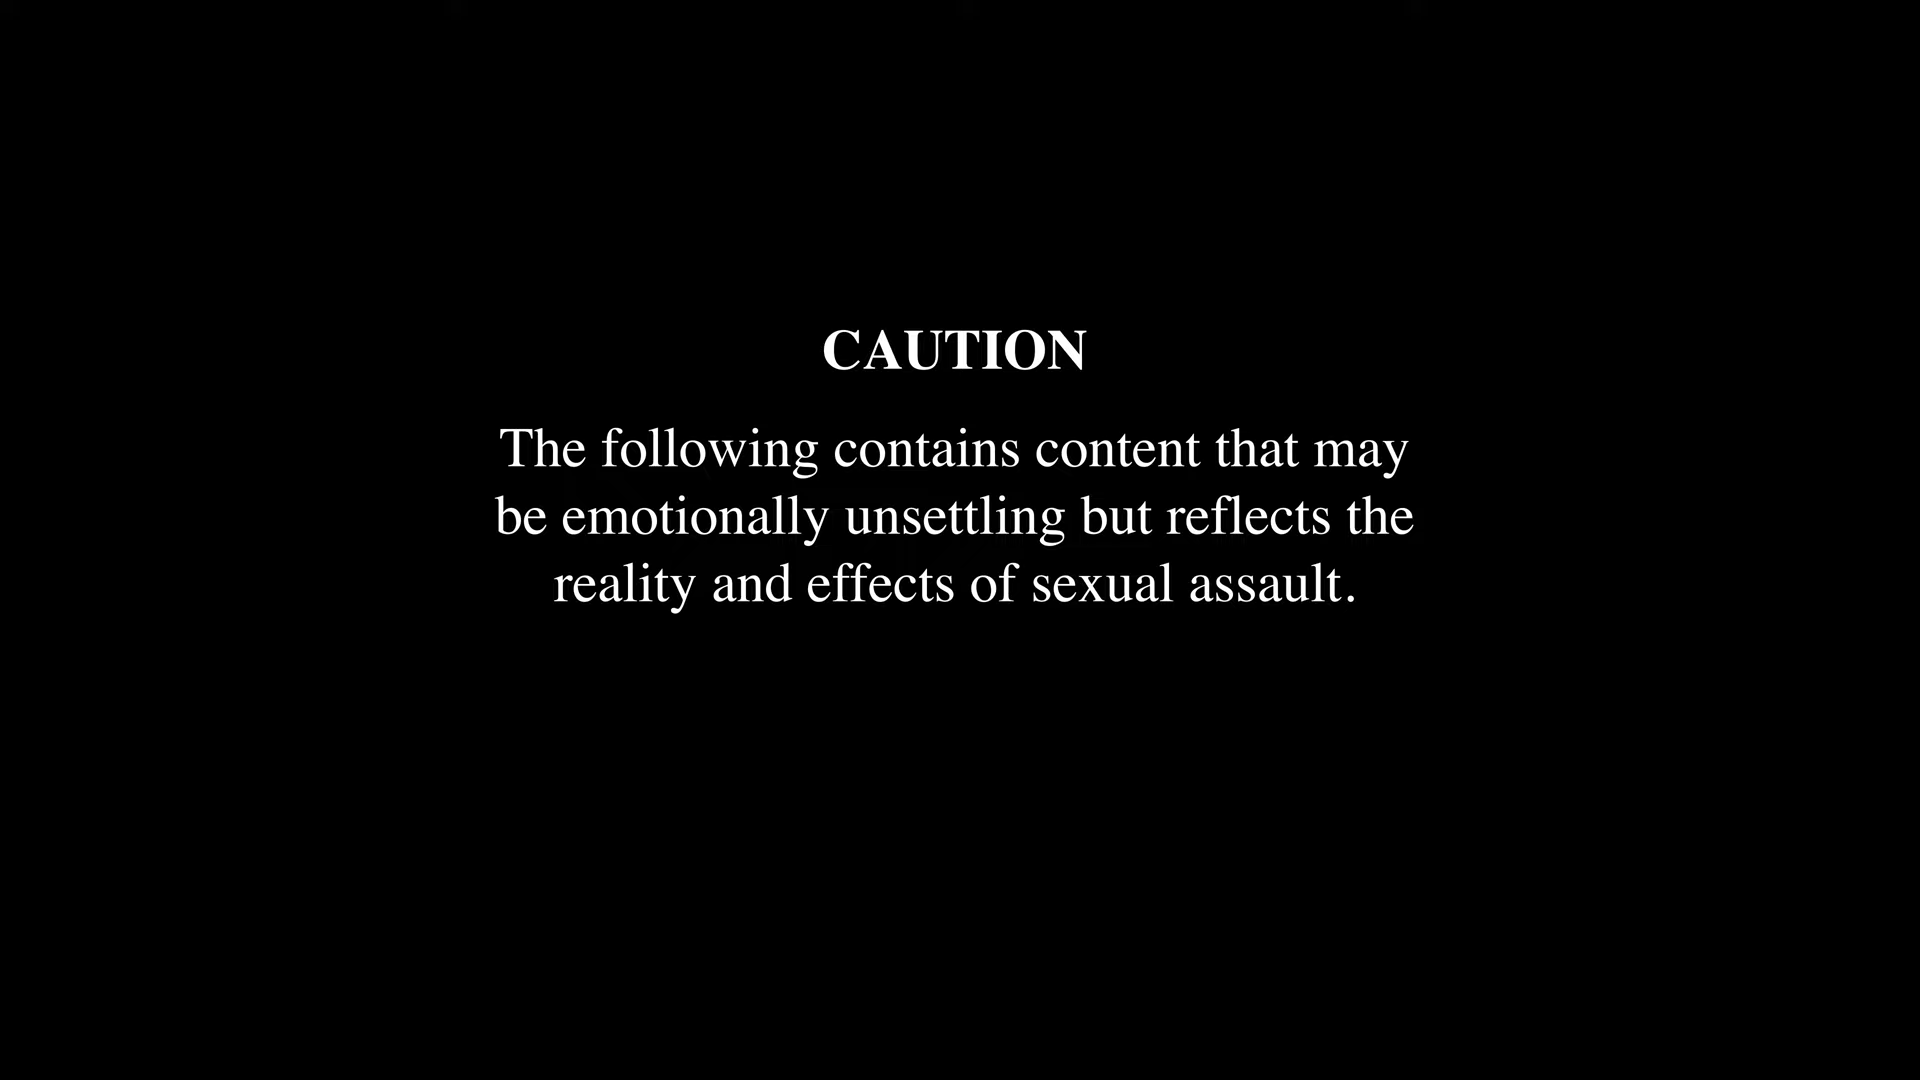 CAUTION
The following contains content that may
be emotionally unsettling but reflects the
reality and effects of sexual assault.